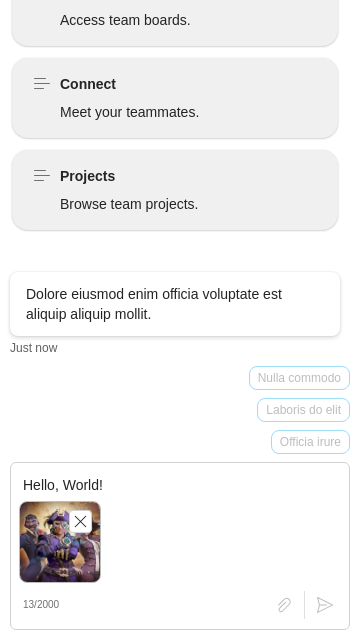 Access team boards.
Connect
Meet your teammates.
Projects
Browse team projects.
Dolore eiusmod enim officia voluptate est
aliquip aliquip mollit.
Just now
Nulla commodo
Laboris do elit
Officia irure
Hello, World!
13/2000